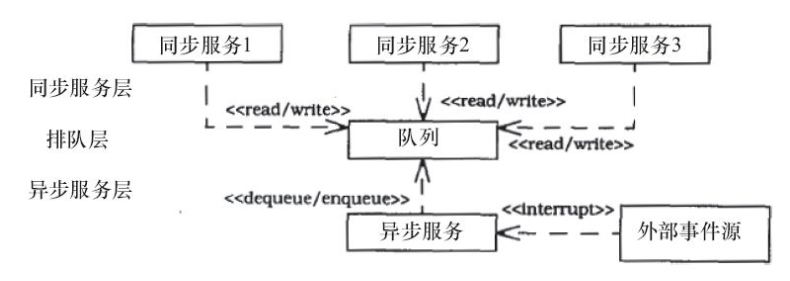 同步服务1 同步服务2 同步服务3
同步服务层
<<read/write>> <<read/write>>
排队层 队列
<<read/write>>
异步服务层
<<dequeue/enqueue>> <<interrupt>>
异步服务 外部事件源